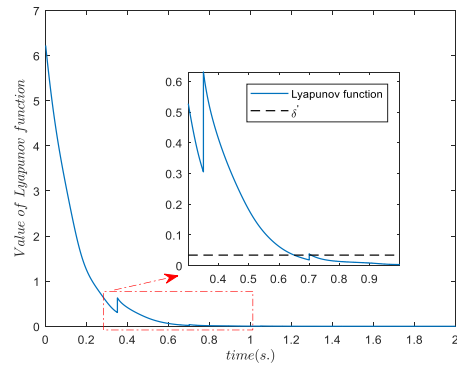 7
6
5
4
3
2
1
0
0 0.2 0.4 0.6 0.8 1 1.2 1.4 1.6 1.8 2
Value of Lyapunov function
time(s.)
0.6
0.5
0.4
0.3
0.2
0.1
0
0.4 0.5 0.6 0.7 0.8 0.9
Lyapunov function
δ'